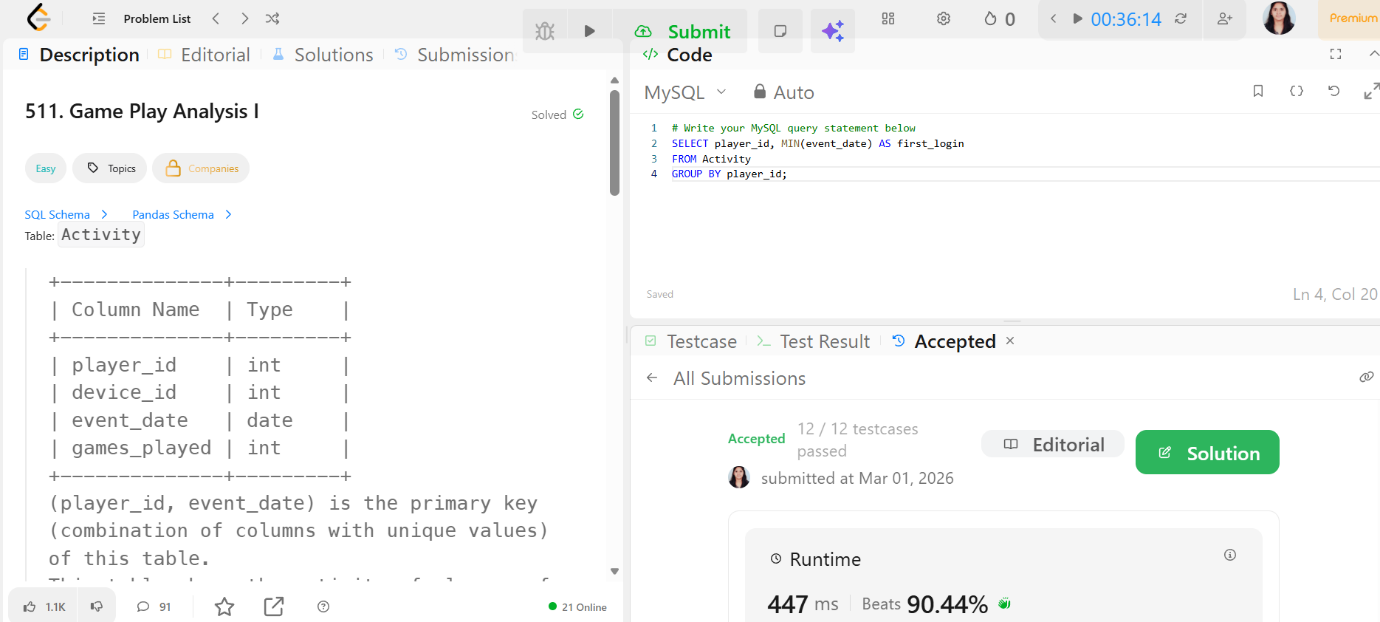 Problem List
Submit
0
00:36:14
Premium
Description
Editorial
Solutions
Submission
511. Game Play Analysis I
Solved
Easy
Topics
Companies
SQL Schema
Pandas Schema
Table: Activity
+--------------+---------+
| Column Name  | Type    |
+--------------+---------+
| player_id    | int     |
| device_id    | int     |
| event_date   | date    |
| games_played | int     |
+--------------+---------+
(player_id, event_date) is the primary key
(combination of columns with unique values)
of this table.
1.1K
91
21 Online
Code
MySQL
Auto
1 # Write your MySQL query statement below
2 SELECT player_id, MIN(event_date) AS first_login
3 FROM Activity
4 GROUP BY player_id;
Saved
Ln 4, Col 20
Testcase
Test Result
Accepted
All Submissions
Accepted
12 / 12 testcases
passed
submitted at Mar 01, 2026
Editorial
Solution
Runtime
447 ms
Beats 90.44%